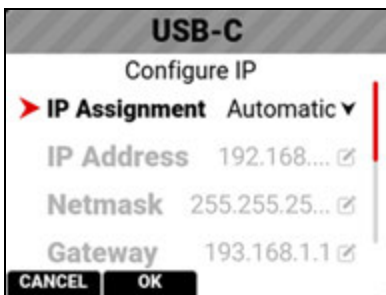 USB-C
Configure IP
IP Assignment Automatic
IP Address 192.168....
Netmask 255.255.25...
Gateway 193.168.1.1
CANCEL OK